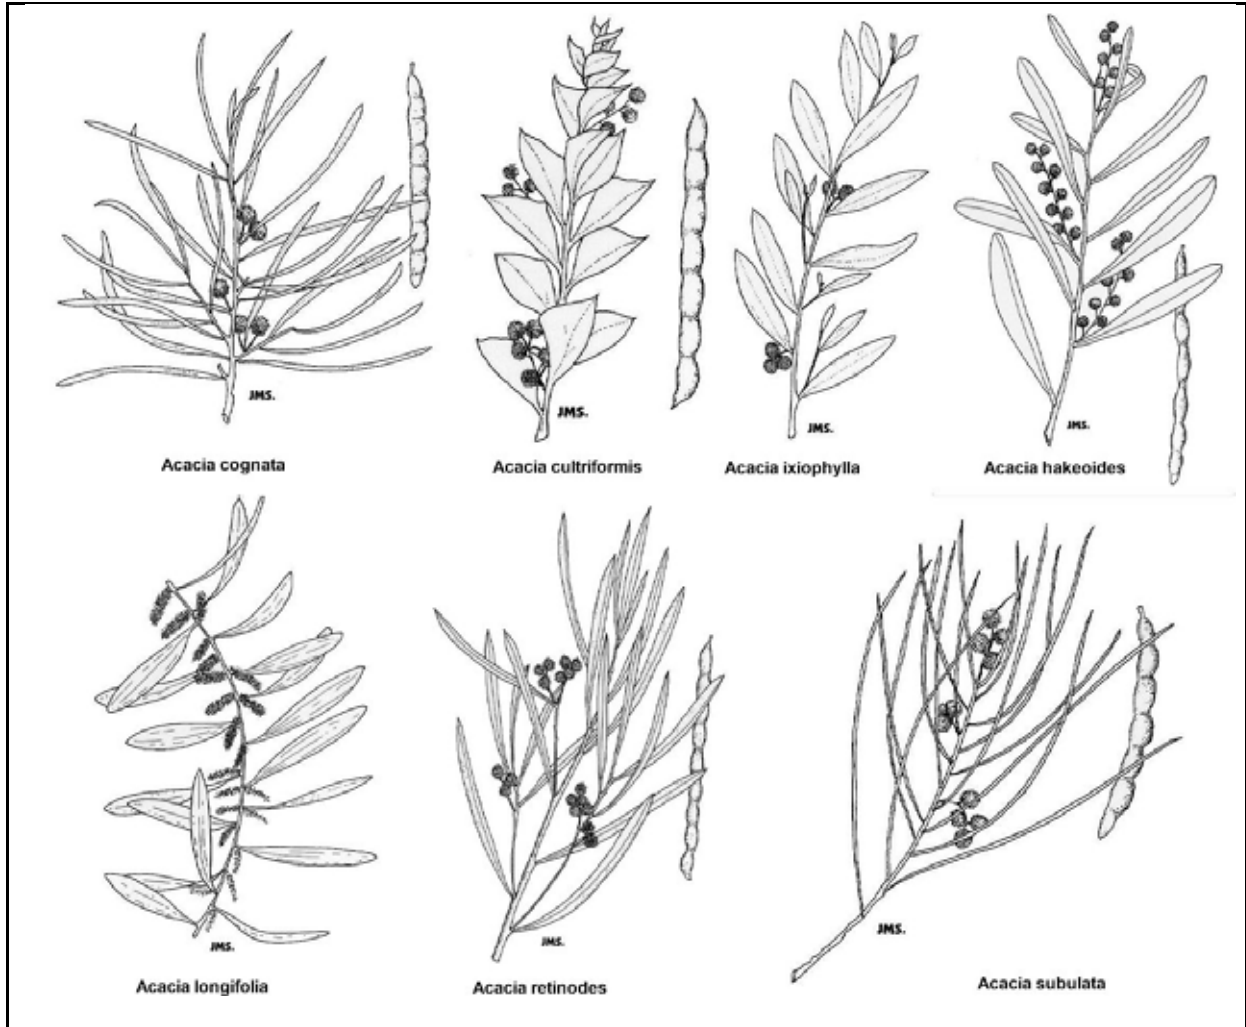 JMS.
Acacia cognata
JMS.
Acacia cultriformis
JMS.
Acacia ixiophylla
JMS.
Acacia hakeoides
JMS.
Acacia longifolia
JMS.
Acacia retinodes
JMS.
Acacia subulata